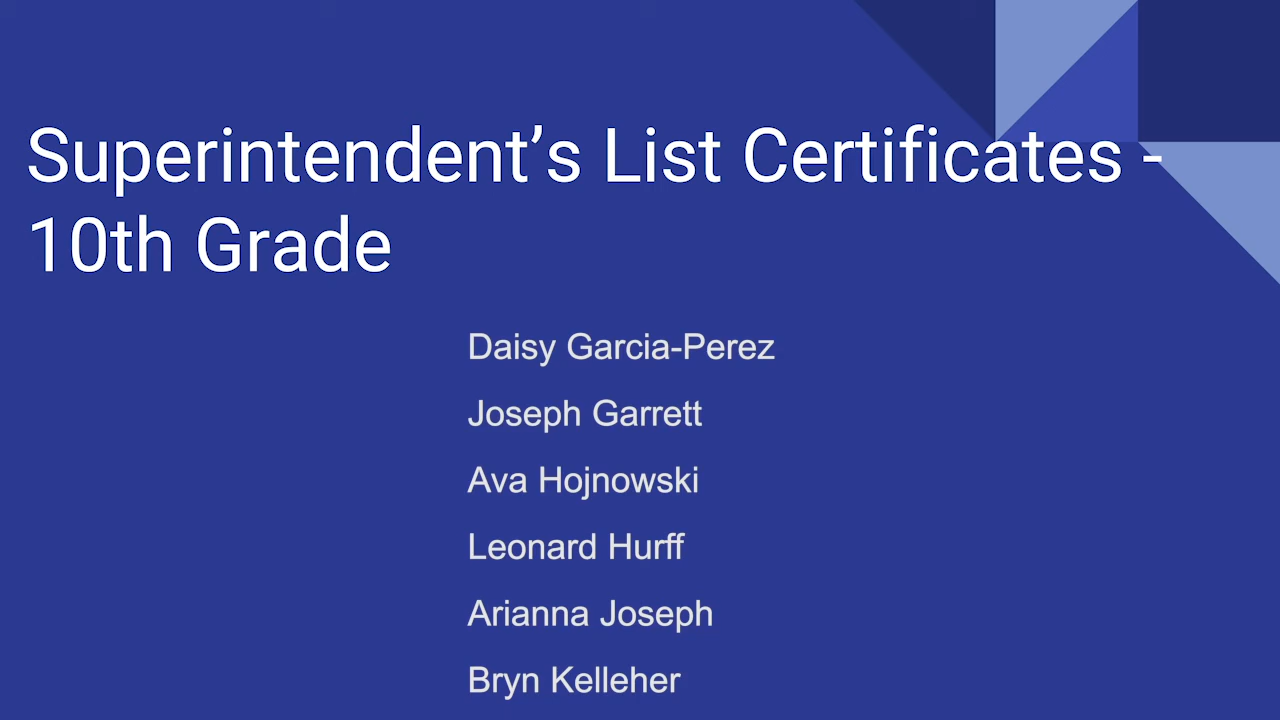 Superintendent’s List Certificates -
10th Grade
Daisy Garcia-Perez
Joseph Garrett
Ava Hojnowski
Leonard Hurff
Arianna Joseph
Bryn Kelleher